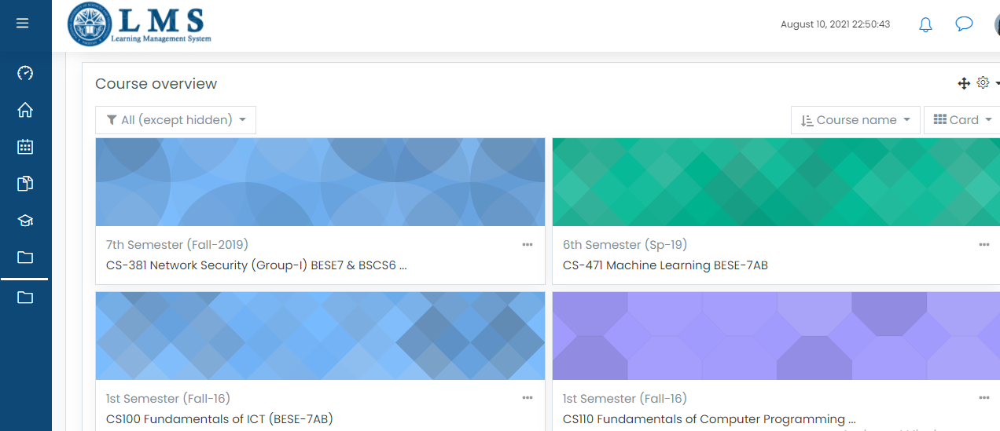 LMS
Learning Management System
August 10, 2021 22:50:43
Course overview
All (except hidden)
Course name
Card
7th Semester (Fall-2019)
CS-381 Network Security (Group-I) BESE7 & BSCS6 ...
6th Semester (Sp-19)
CS-471 Machine Learning BESE-7AB
1st Semester (Fall-16)
CS100 Fundamentals of ICT (BESE-7AB)
1st Semester (Fall-16)
CS110 Fundamentals of Computer Programming ...